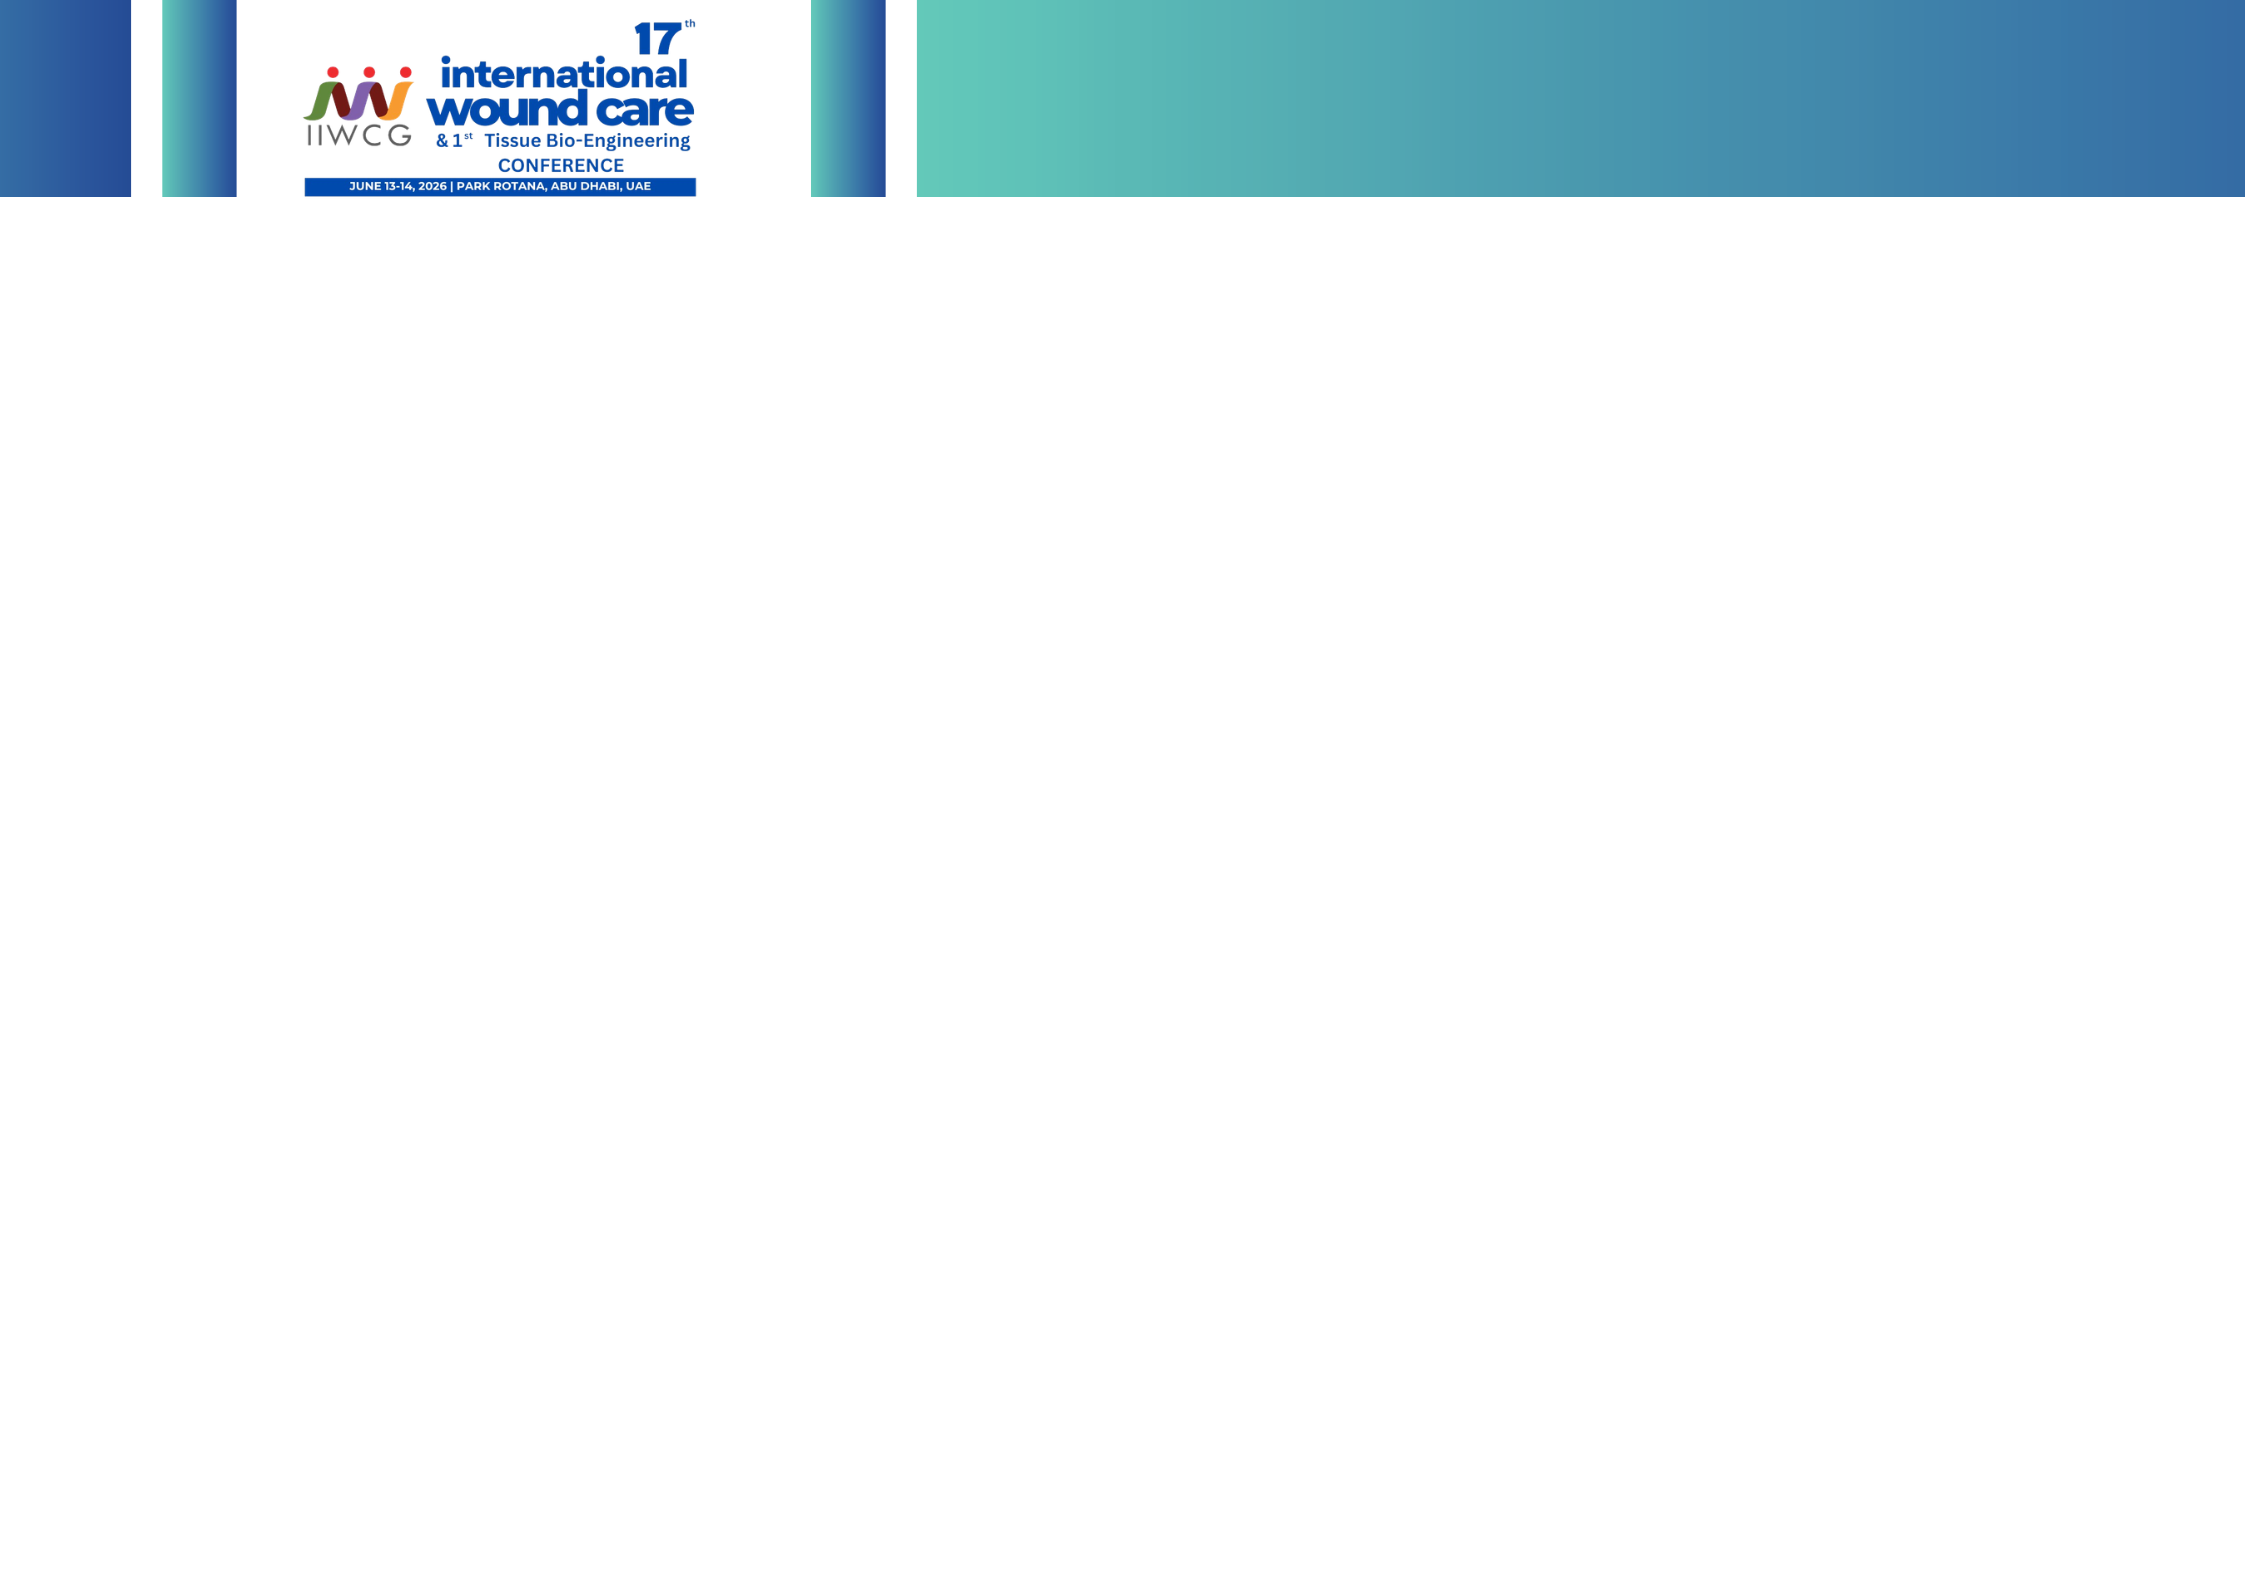 17th
international
wound care
& 1st Tissue Bio-Engineering
CONFERENCE
IIWCG
JUNE 13-14, 2026 | PARK ROTANA, ABU DHABI, UAE